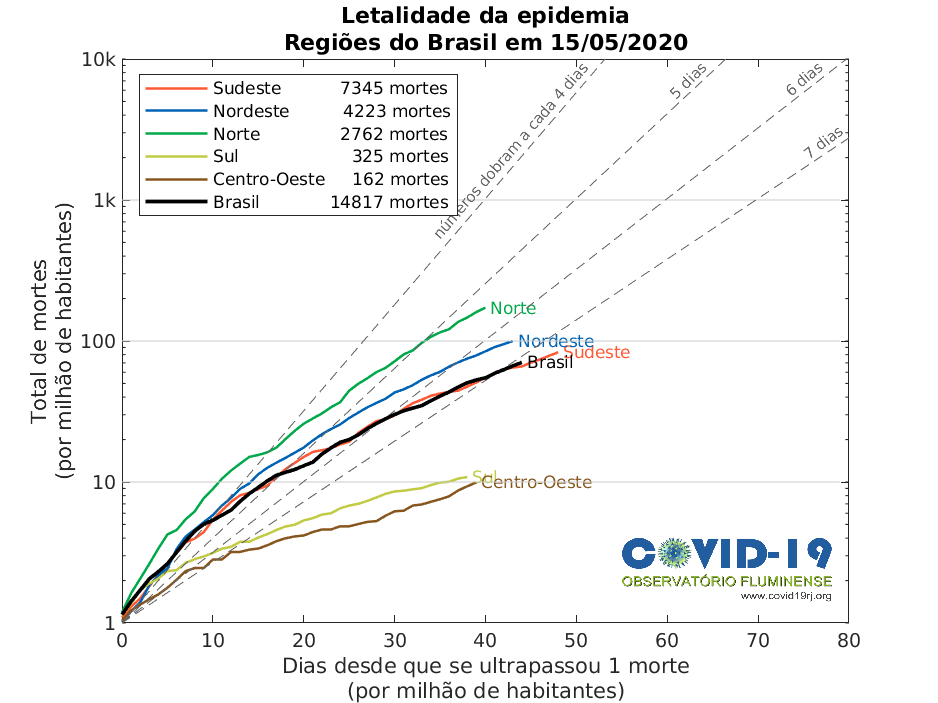 Letalidade da epidemia
Regiões do Brasil em 15/05/2020
10k
1k
100
10
1
Total de mortes
(por milhão de habitantes)
Sudeste 7345 mortes
Nordeste 4223 mortes
Norte 2762 mortes
Sul 325 mortes
Centro-Oeste 162 mortes
Brasil 14817 mortes
números dobram a cada 4 dias
5 dias
6 dias
7 dias
Norte
Nordeste
Sudeste
Brasil
Sul
Centro-Oeste
COVID-19
OBSERVATÓRIO FLUMINENSE
www.covid19rj.org
0 10 20 30 40 50 60 70 80
Dias desde que se ultrapassou 1 morte
(por milhão de habitantes)